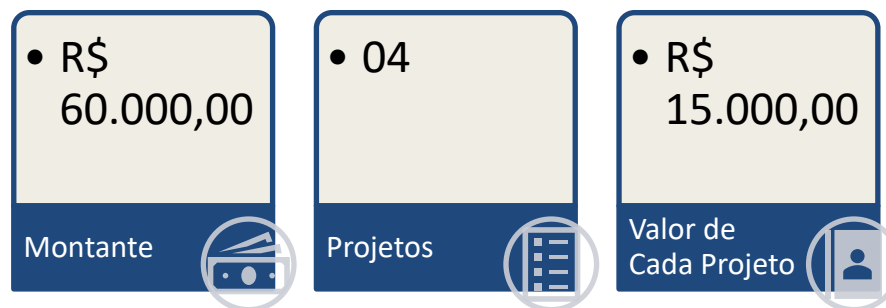 • R$
60.000,00
Montante
• 04
Projetos
• R$
15.000,00
Valor de
Cada Projeto